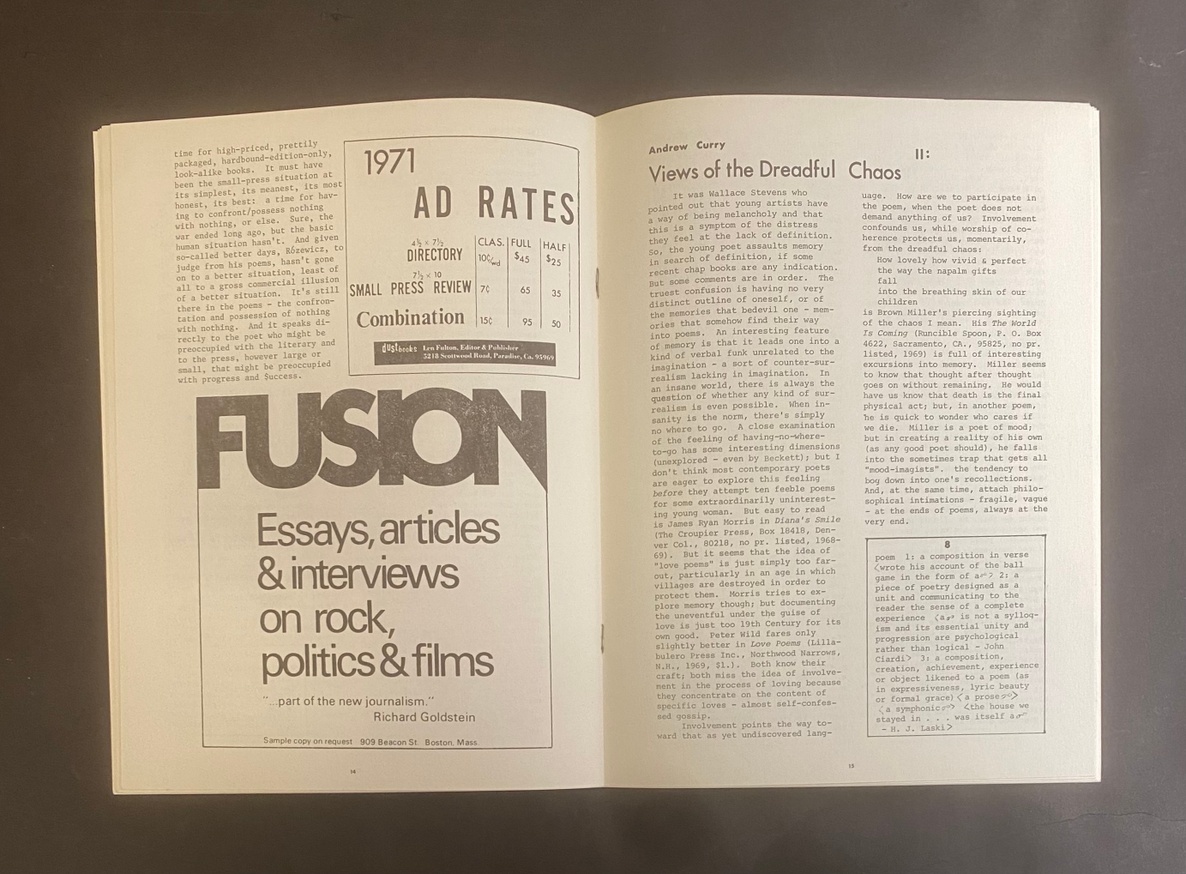 time for high-priced, prettily
packaged, hardbound-edition-only,
look-alike books. It must have
been the small-press situation at
its simplest, its meanest, its most
honest, its best: a time for hav-
ing to confront/possess nothing
with nothing, or else. Sure, the
war ended long ago, but the basic
human situation hasn't. And given
so-called better days, Rózewicz, to
judge from his poems, hasn't gone
on to a better situation, least of
all to a gross commercial illusion
of a better situation. It's still
there in the poems - the confron-
tation and possession of nothing
with nothing. And it speaks di-
rectly to the poet who might be
preoccupied with the literary and
to the press, however large or
small, that might be preoccupied
with progress and Success.
1971
AD RATES
CLAS. FULL HALF
4½ × 7½
DIRECTORY 10¢/wd $45 $25
7½ × 10
SMALL PRESS REVIEW 7¢ 65 35
Combination 15¢ 95 50
dustbooks Len Fulton, Editor & Publisher
5218 Scottwood Road, Paradise, Ca. 95969
FUSION
Essays, articles
& interviews
on rock,
politics & films
"...part of the new journalism."
Richard Goldstein
Sample copy on request 909 Beacon St. Boston, Mass.
14
Andrew Curry
II:
Views of the Dreadful Chaos
It was Wallace Stevens who
pointed out that young artists have
a way of being melancholy and that
this is a symptom of the distress
they feel at the lack of definition.
So, the young poet assaults memory
in search of definition, if some
recent chap books are any indication.
But some comments are in order. The
truest confusion is having no very
distinct outline of oneself, or of
the memories that bedevil one - mem-
ories that somehow find their way
into poems. An interesting feature
of memory is that it leads one into a
kind of verbal funk unrelated to the
imagination - a sort of counter-sur-
realism lacking in imagination. In
an insane world, there is always the
question of whether any kind of sur-
realism is even possible. When in-
sanity is the norm, there's simply
no where to go. A close examination
of the feeling of having-no-where-
to-go has some interesting dimensions
(unexplored - even by Beckett); but I
don't think most contemporary poets
are eager to explore this feeling
before they attempt ten feeble poems
for some extraordinarily uninterest-
ing young woman. But easy to read
is James Ryan Morris in Diana's Smile
(The Croupier Press, Box 18418, Den-
ver Col., 80218, no pr. listed, 1968-
69). But it seems that the idea of
"love poems" is just simply too far-
out, particularly in an age in which
villages are destroyed in order to
protect them. Morris tries to ex-
plore memory though; but documenting
the uneventful under the guise of
love is just too 19th Century for its
own good. Peter Wild fares only
slightly better in Love Poems (Lilla-
bulero Press Inc., Northwood Narrows,
N.H., 1969, $1.). Both know their
craft; both miss the idea of involve-
ment in the process of loving because
they concentrate on the content of
specific loves - almost self-confes-
sed gossip.
Involvement points the way to-
ward that as yet undiscovered lang-
uage. How are we to participate in
the poem, when the poet does not
demand anything of us? Involvement
confounds us, while worship of co-
herence protects us, momentarily,
from the dreadful chaos:
How lovely how vivid & perfect
the way the napalm gifts
fall
into the breathing skin of our
children
is Brown Miller's piercing sighting
of the chaos I mean. His The World
Is Coming (Runcible Spoon, P. O. Box
4622, Sacramento, CA., 95825, no pr.
listed, 1969) is full of interesting
excursions into memory. Miller seems
to know that thought after thought
goes on without remaining. He would
have us know that death is the final
physical act; but, in another poem,
he is quick to wonder who cares if
we die. Miller is a poet of mood;
but in creating a reality of his own
(as any good poet should), he falls
into the sometimes trap that gets all
"mood-imagists". the tendency to
bog down into one's recollections.
And, at the same time, attach philo-
sophical intimations - fragile, vague
- at the ends of poems, always at the
very end.
8
poem 1: a composition in verse
<wrote his account of the ball
game in the form of a~> 2: a
piece of poetry designed as a
unit and communicating to the
reader the sense of a complete
experience <a~ is not a syllog-
ism and its essential unity and
progression are psychological
rather than logical - John
Ciardi> 3: a composition,
creation, achievement, experience
or object likened to a poem (as
in expressiveness, lyric beauty
or formal grace) <a prose~>
<a symphonic~> <the house we
stayed in . . . was itself a~
- H. J. Laski>
15